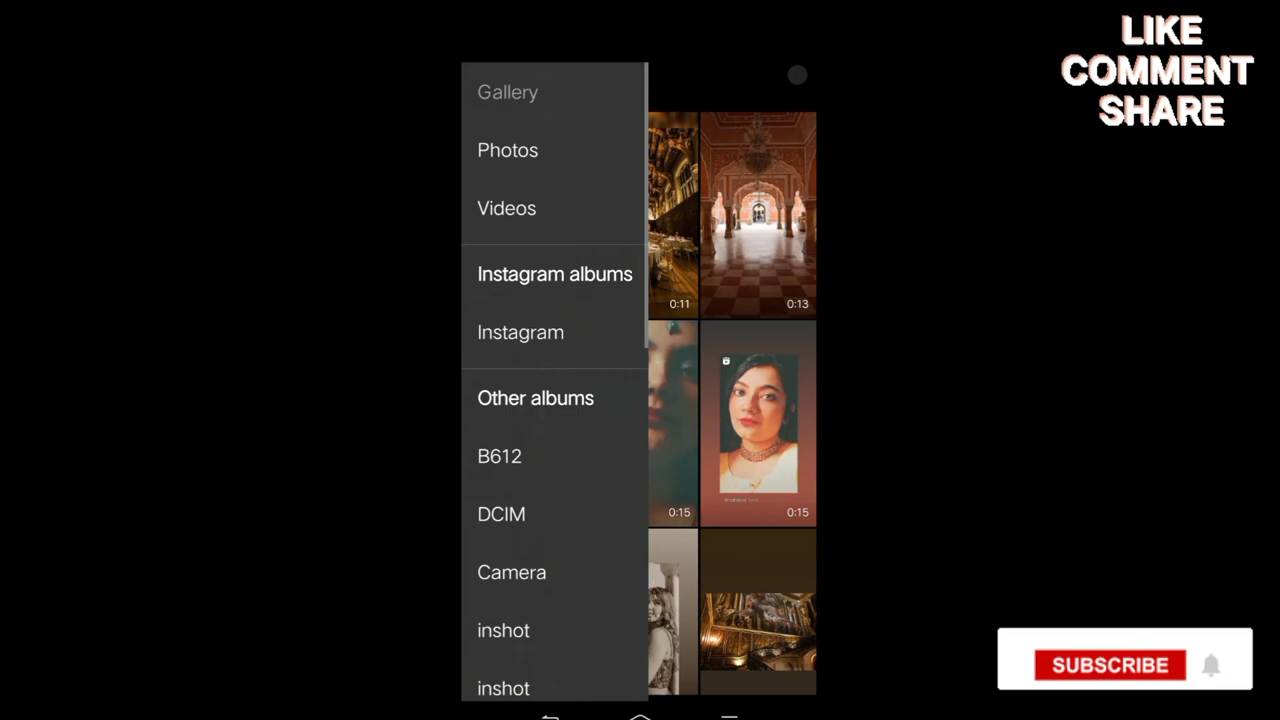 LIKE
COMMENT
SHARE
Gallery
Photos
Videos
Instagram albums
Instagram
Other albums
B612
DCIM
Camera
inshot
inshot
0:11
0:13
0:15
0:15
SUBSCRIBE